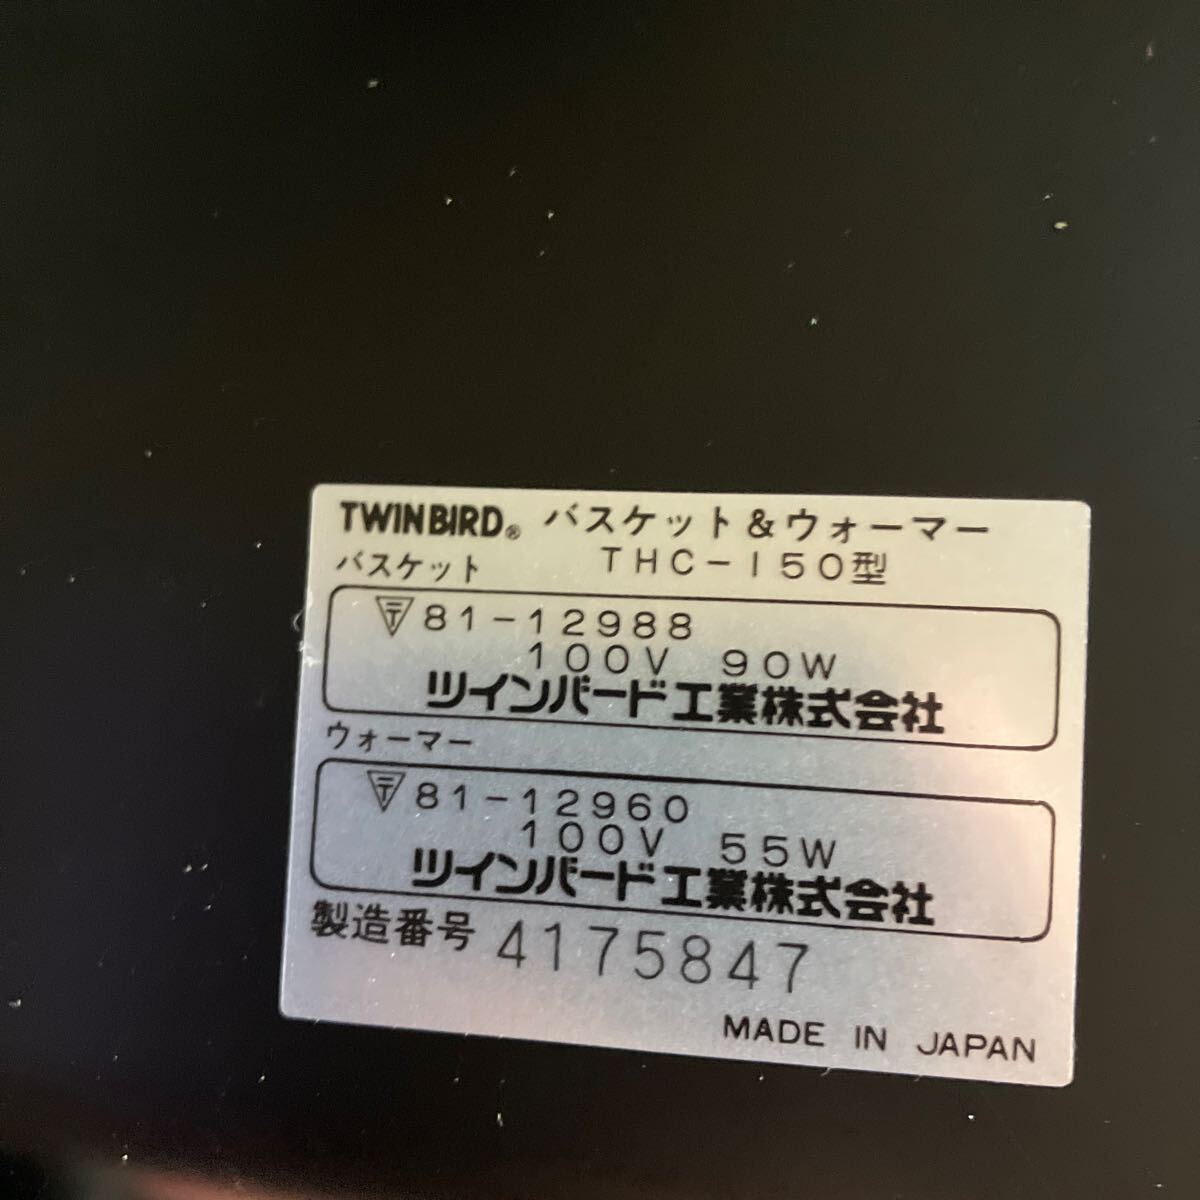 TWINBIRD® バスケット&ウォーマー
バスケット THC-150型
〒 81-12988
100V 90W
ツインバード工業株式会社
ウォーマー
〒 81-12960
100V 55W
ツインバード工業株式会社
製造番号 4175847
MADE IN JAPAN